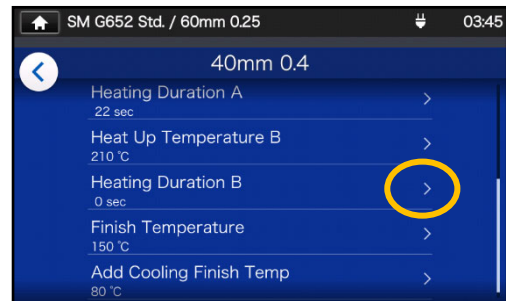 SM G652 Std. / 60mm 0.25 03:45
40mm 0.4
Heating Duration A
22 sec
Heat Up Temperature B
210 ℃
Heating Duration B
0 sec
Finish Temperature
150 ℃
Add Cooling Finish Temp
80 ℃